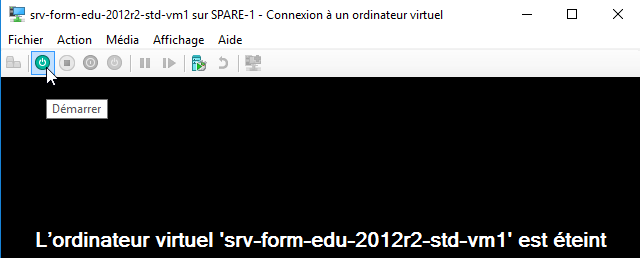 srv-form-edu-2012r2-std-vm1 sur SPARE-1 - Connexion à un ordinateur virtuel
Fichier Action Média Affichage Aide
Démarrer
L'ordinateur virtuel 'srv-form-edu-2012r2-std-vm1' est éteint